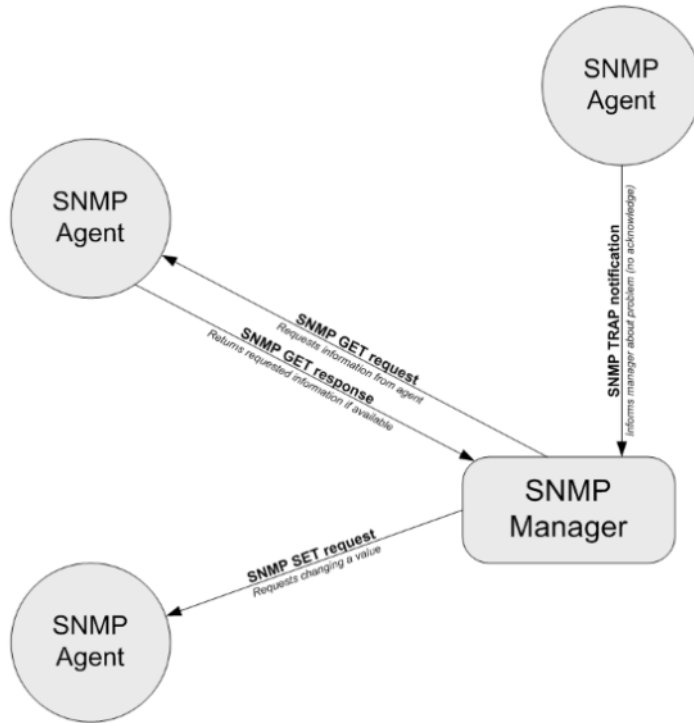 SNMP
Agent
SNMP
Agent
SNMP TRAP notification
Informs manager about problem (no acknowledge)
SNMP GET request
Requests information from agent
SNMP GET response
Returns requested information if available
SNMP
Manager
SNMP SET request
Requests changing a value
SNMP
Agent